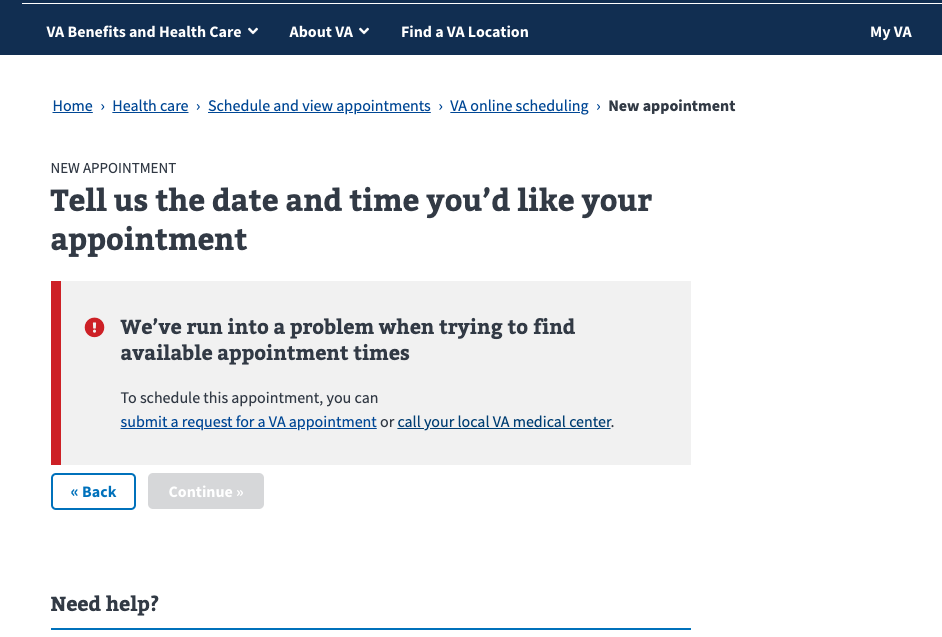 VA Benefits and Health Care About VA Find a VA Location My VA
Home › Health care › Schedule and view appointments › VA online scheduling › New appointment
NEW APPOINTMENT
Tell us the date and time you’d like your
appointment
We’ve run into a problem when trying to find
available appointment times
To schedule this appointment, you can
submit a request for a VA appointment or call your local VA medical center.
« Back Continue »
Need help?